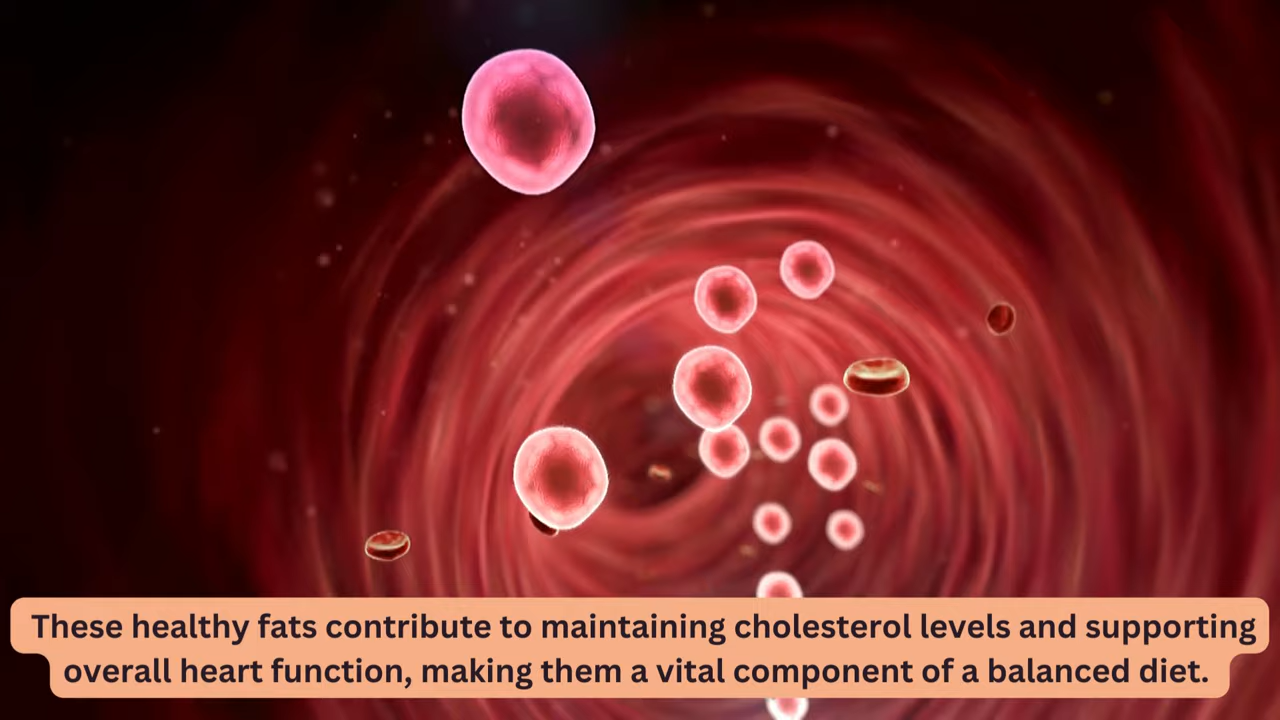 These healthy fats contribute to maintaining cholesterol levels and supporting
overall heart function, making them a vital component of a balanced diet.